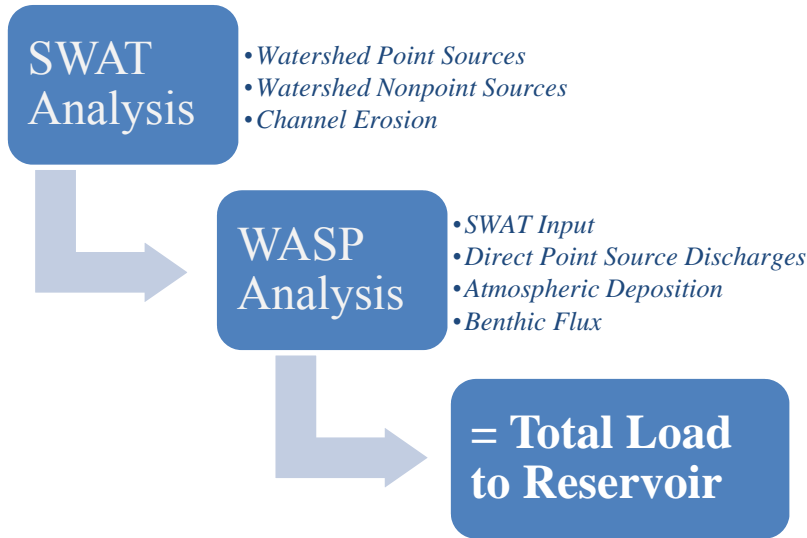 SWAT
Analysis
•Watershed Point Sources
•Watershed Nonpoint Sources
•Channel Erosion
WASP
Analysis
•SWAT Input
•Direct Point Source Discharges
•Atmospheric Deposition
•Benthic Flux
= Total Load
to Reservoir